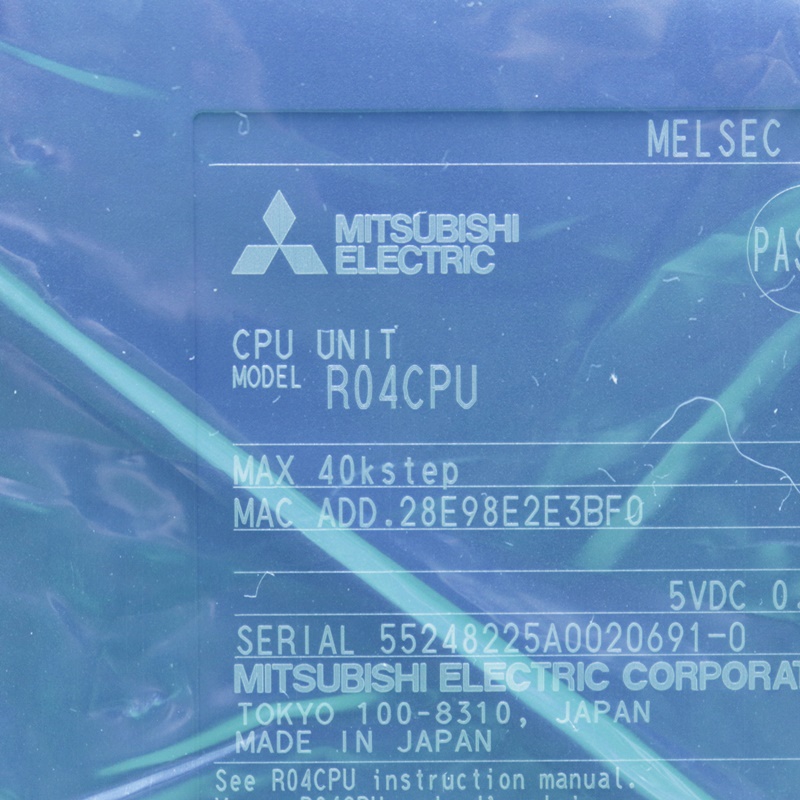 MELSEC
MITSUBISHI
ELECTRIC
CPU UNIT
MODEL R04CPU
MAX 40kstep
MAC ADD.28E98E2E3BF0
5VDC 0.
SERIAL 55248225A0020691-0
MITSUBISHI ELECTRIC
TOKYO 100-8310, JAPAN
MADE IN JAPAN
See R04CPU instruction manual.